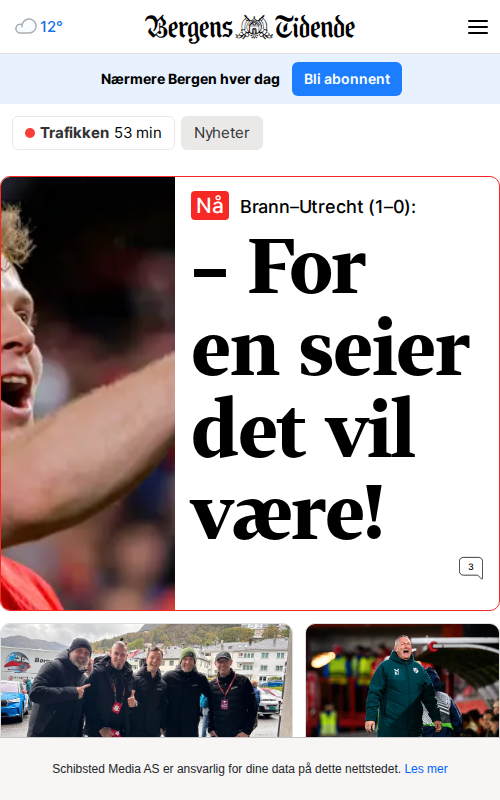 12°
Bergens Tidende
Nærmere Bergen hver dag
Bli abonnent
Trafikken 53 min
Nyheter
Nå Brann–Utrecht (1–0):
– For
en seier
det vil
være!
3
Schibsted Media AS er ansvarlig for dine data på dette nettstedet. Les mer